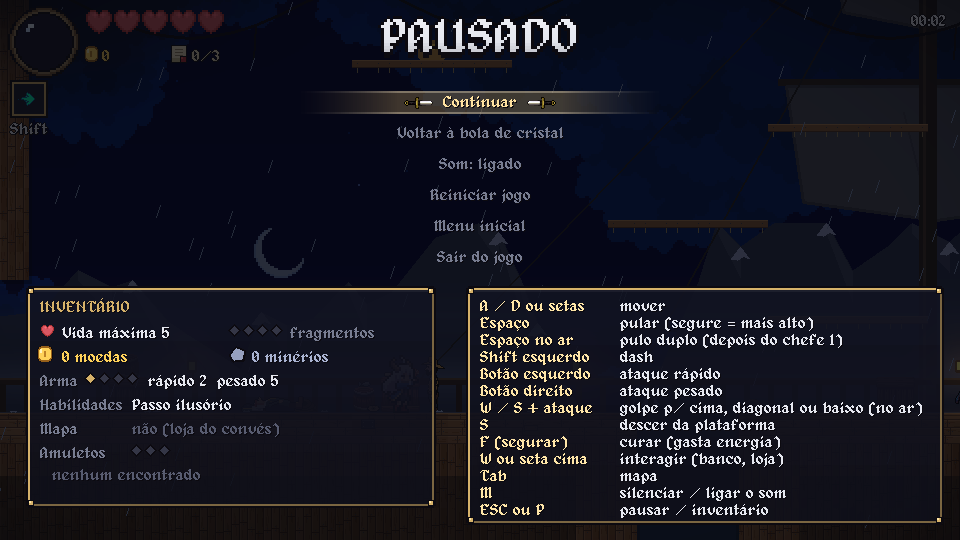 0
0/3
Shift
00:02
PAUSADO
Continuar
Voltar à bola de cristal
Som: ligado
Reiniciar jogo
Menu inicial
Sair do jogo
INVENTÁRIO
Vida máxima 5 fragmentos
0 moedas 0 minérios
Arma rápido 2 pesado 5
Habilidades Passo ilusório
Mapa não (loja do convés)
Amuletos
nenhum encontrado
A / D ou setas mover
Espaço pular (segure = mais alto)
Espaço no ar pulo duplo (depois do chefe 1)
Shift esquerdo dash
Botão esquerdo ataque rápido
Botão direito ataque pesado
W / S + ataque golpe p/ cima, diagonal ou baixo (no ar)
S descer da plataforma
F (segurar) curar (gasta energia)
W ou seta cima interagir (banco, loja)
Tab mapa
M silenciar / ligar o som
ESC ou P pausar / inventário